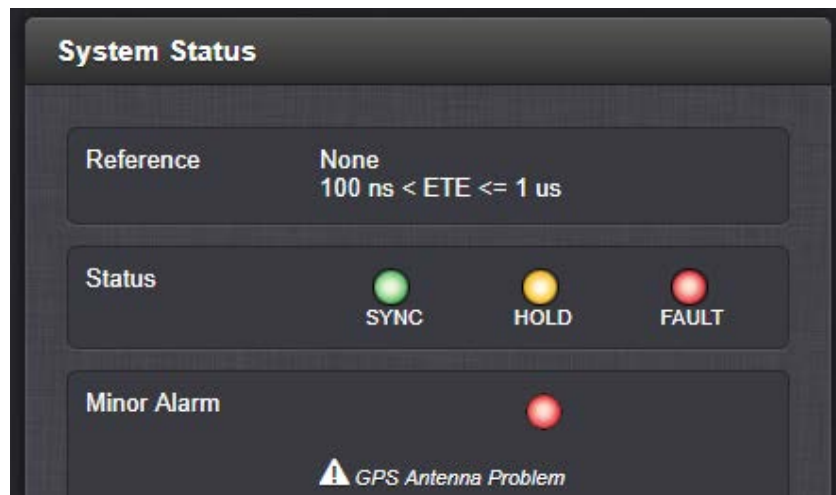 System Status
Reference None
100 ns < ETE <= 1 us
Status
SYNC HOLD FAULT
Minor Alarm
GPS Antenna Problem